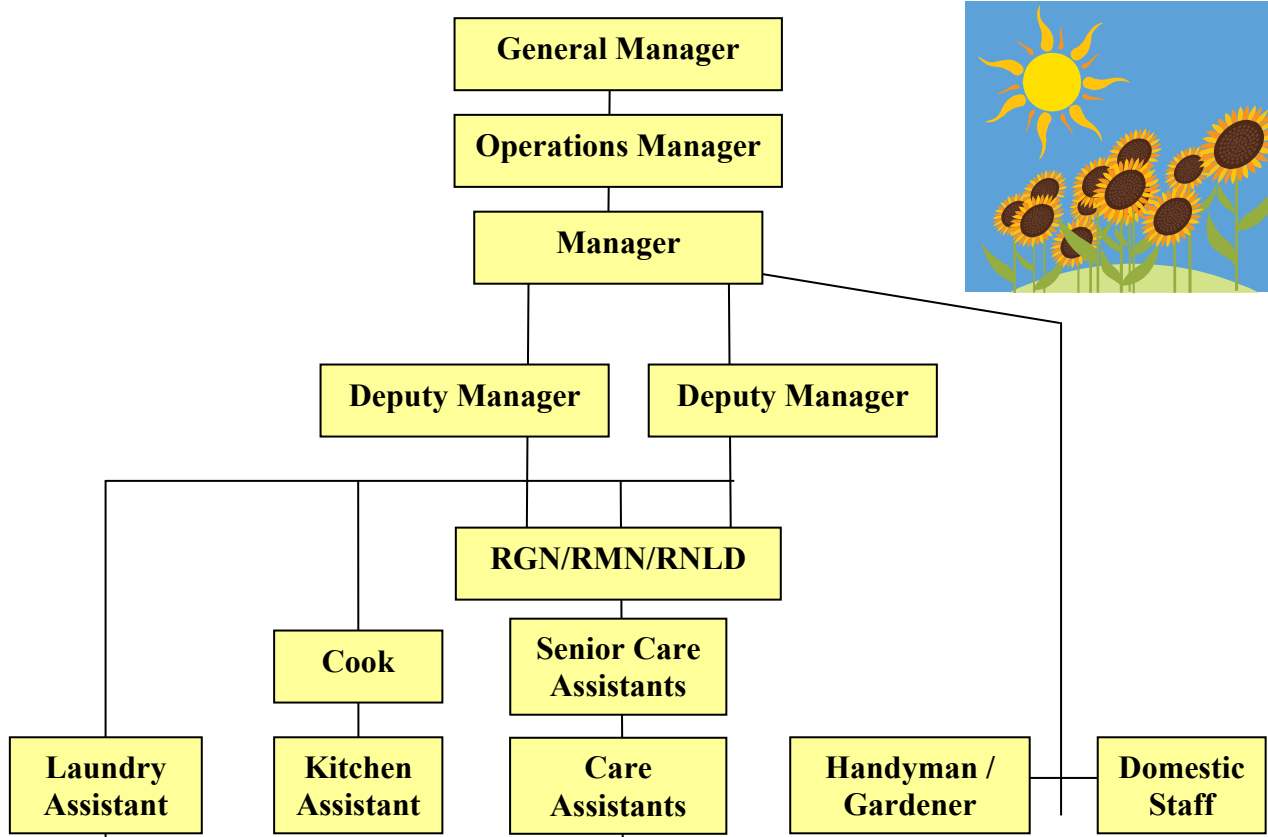 General Manager
Operations Manager
Manager
Deputy Manager
Deputy Manager
RGN/RMN/RNLD
Cook
Senior Care
Assistants
Laundry
Assistant
Kitchen
Assistant
Care
Assistants
Handyman /
Gardener
Domestic
Staff